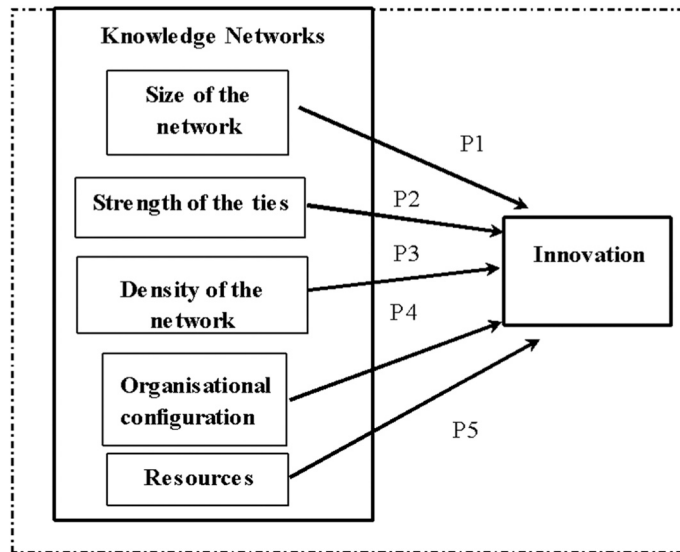 Knowledge Networks
Size of the
network
P1
Strength of the ties
P2
Innovation
P3
Density of the
network
P4
Organisational
configuration
P5
Resources